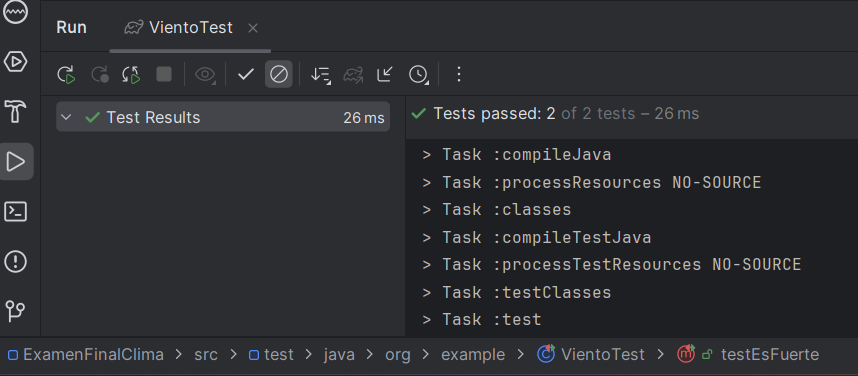 Run VientoTest
Test Results 26 ms
Tests passed: 2 of 2 tests – 26 ms
> Task :compileJava
> Task :processResources NO-SOURCE
> Task :classes
> Task :compileTestJava
> Task :processTestResources NO-SOURCE
> Task :testClasses
> Task :test
ExamenFinalClima > src > test > java > org > example > VientoTest > testEsFuerte